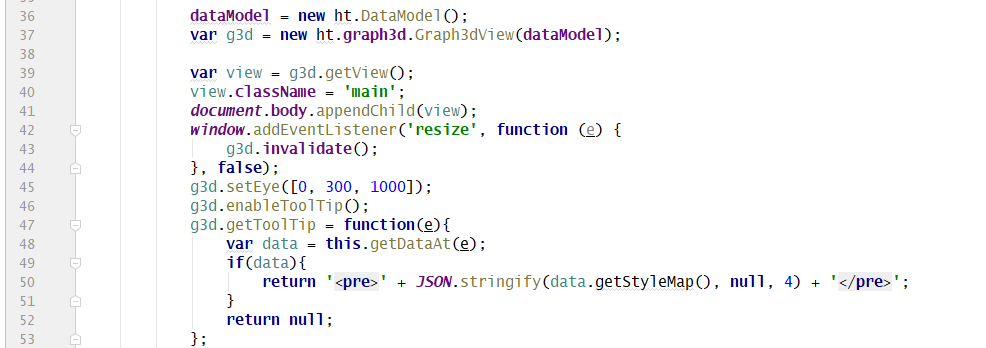 36 dataModel = new ht.DataModel();
37 var g3d = new ht.graph3d.Graph3dView(dataModel);
38
39 var view = g3d.getView();
40 view.className = 'main';
41 document.body.appendChild(view);
42 window.addEventListener('resize', function (e) {
43 g3d.invalidate();
44 }, false);
45 g3d.setEye([0, 300, 1000]);
46 g3d.enableToolTip();
47 g3d.getToolTip = function(e){
48 var data = this.getDataAt(e);
49 if(data){
50 return '<pre>' + JSON.stringify(data.getStyleMap(), null, 4) + '</pre>';
51 }
52 return null;
53 };